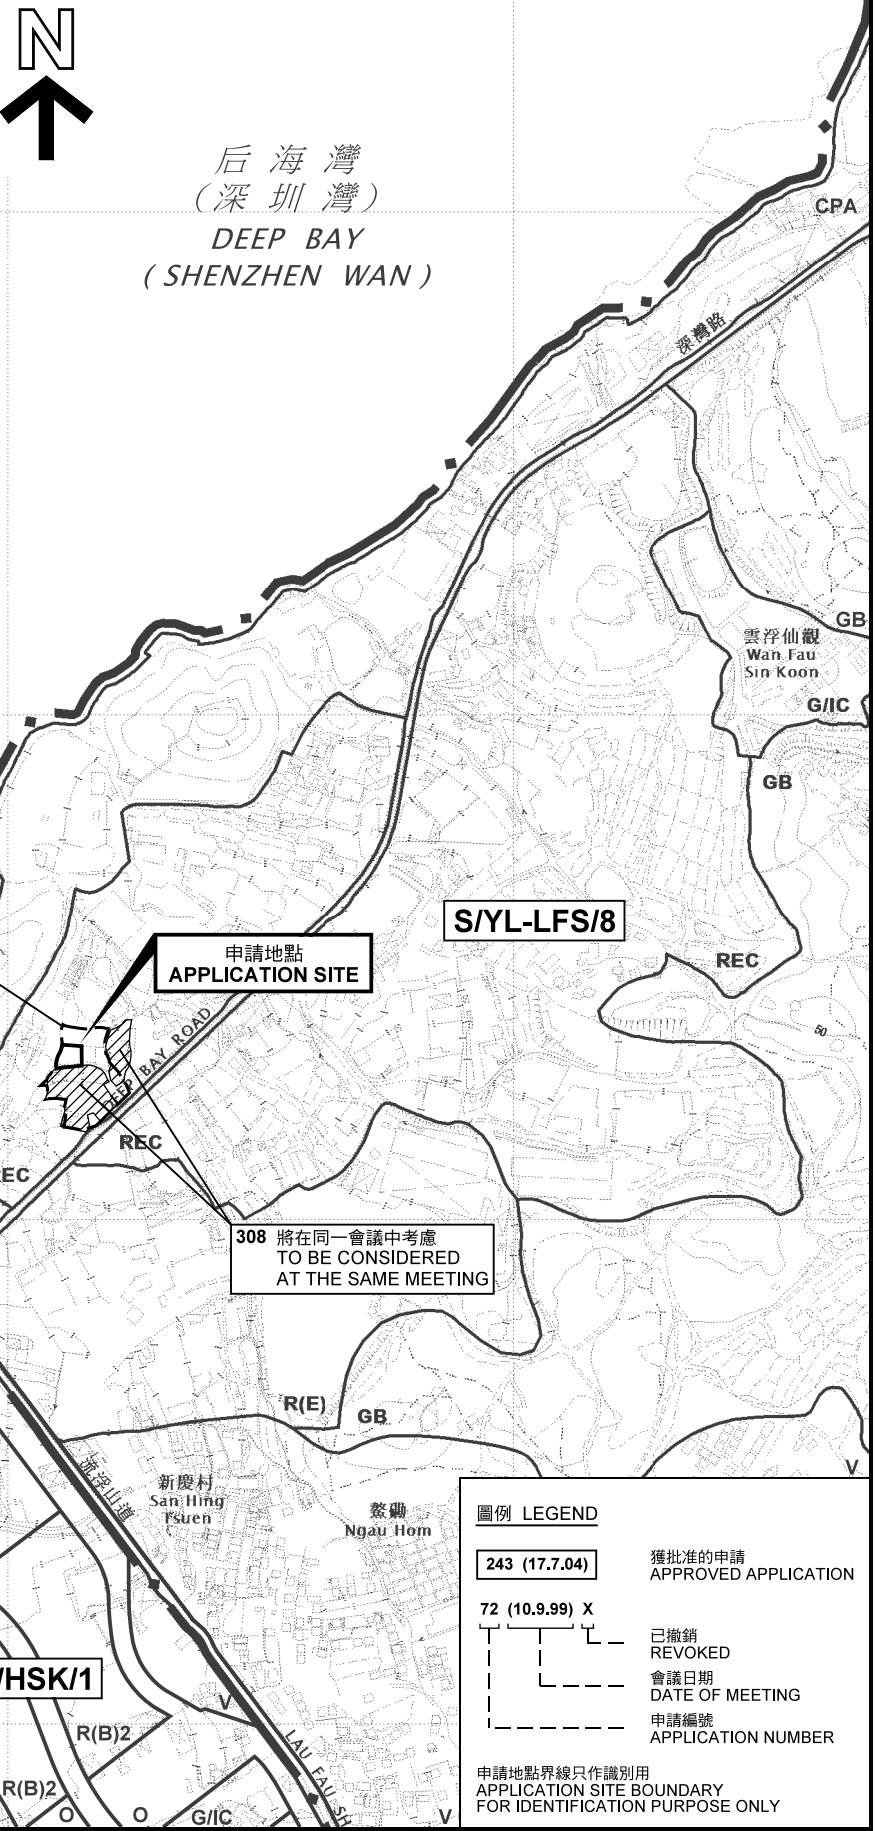 N
后 海 灣
（深 圳 灣）
DEEP BAY
( SHENZHEN WAN )
CPA
深灣路
GB
雲浮仙觀
Wan Fau
Sin Koon
G/IC
GB
S/YL-LFS/8
申請地點
APPLICATION SITE
REC
50
DEEP BAY ROAD
REC
EC
308 將在同一會議中考慮
TO BE CONSIDERED
AT THE SAME MEETING
R(E)
GB
V
流浮山道
新慶村
San Hing
Tsuen
鰲磡
Ngau Hom
圖例 LEGEND
243 (17.7.04)
獲批准的申請
APPROVED APPLICATION
72 (10.9.99) X
已撤銷
REVOKED
會議日期
DATE OF MEETING
申請編號
APPLICATION NUMBER
申請地點界線只作識別用
APPLICATION SITE BOUNDARY
FOR IDENTIFICATION PURPOSE ONLY
/HSK/1
V
R(B)2
LAU FAU SH
R(B)2
O
O
G/IC
V